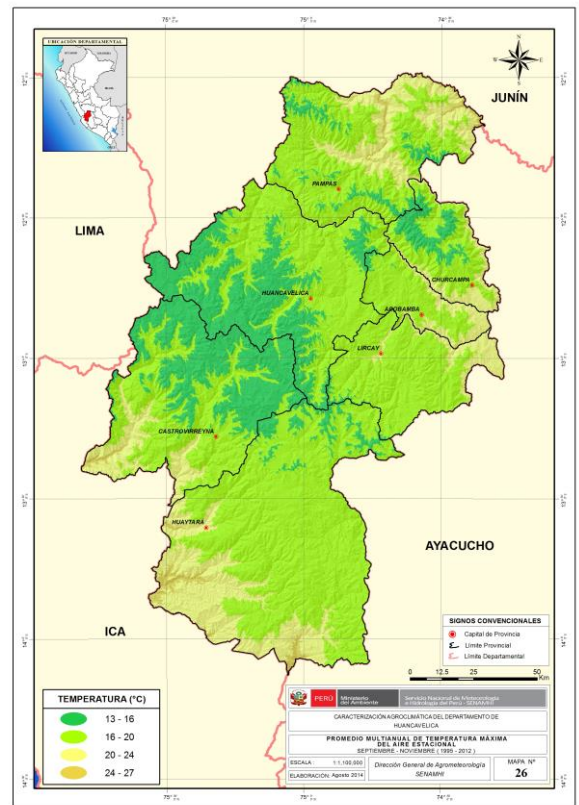 UBICACIÓN DEPARTAMENTAL
JUNÍN
LIMA
PAMPAS
CHURCAMPA
HUANCAVELICA
ACOBAMBA
LIRCAY
CASTROVIRREYNA
HUAYTARA
AYACUCHO
ICA
SIGNOS CONVENCIONALES
Capital de Provincia
Límite Provincial
Límite Departamental
0 12.5 25 50
Km
TEMPERATURA (°C)
13 - 16
16 - 20
20 - 24
24 - 27
PERÚ Ministerio del Ambiente Servicio Nacional de Meteorología e Hidrología del Perú - SENAMHI
CARACTERIZACIÓN AGROCLIMÁTICA DEL DEPARTAMENTO DE
HUANCAVELICA
PROMEDIO MULTIANUAL DE TEMPERATURA MÁXIMA
DEL AIRE ESTACIONAL
SEPTIEMBRE - NOVIEMBRE ( 1995 - 2012 )
ESCALA : 1:1,100,000
ELABORACIÓN: Agosto 2014
Dirección General de Agrometeorología
SENAMHI
MAPA N°
26